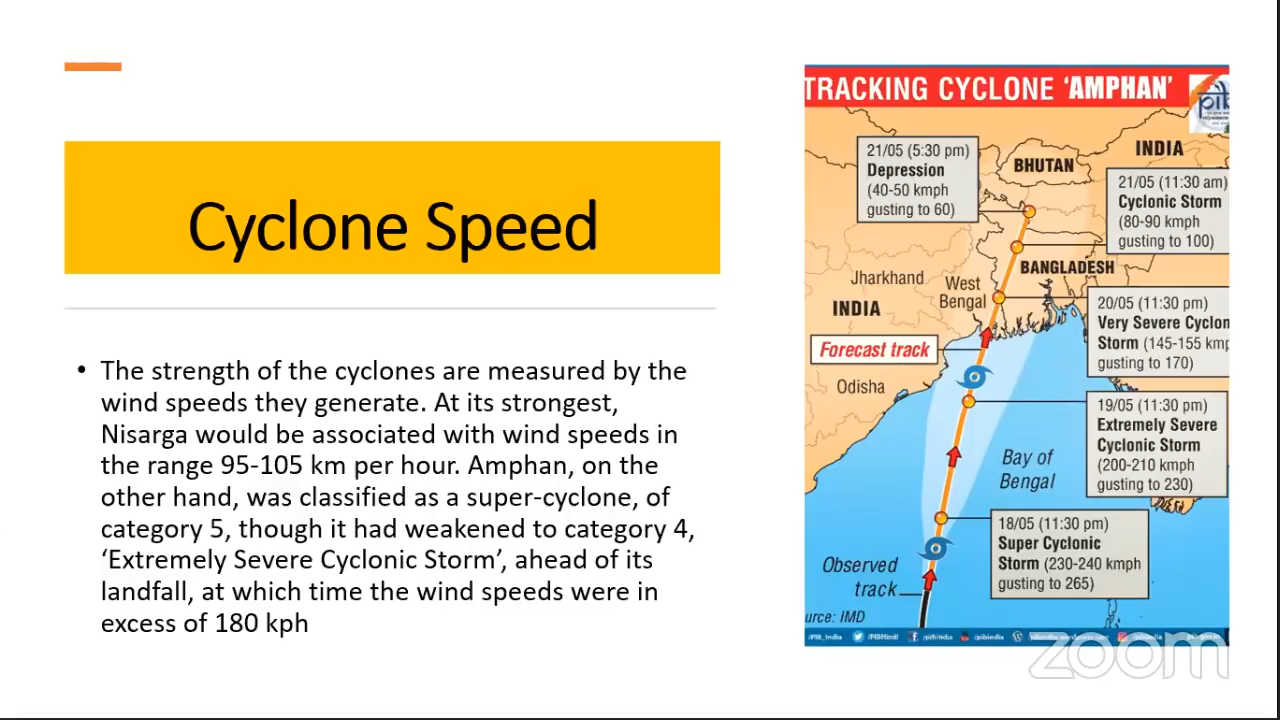 Cyclone Speed
• The strength of the cyclones are measured by the
wind speeds they generate. At its strongest,
Nisarga would be associated with wind speeds in
the range 95-105 km per hour. Amphan, on the
other hand, was classified as a super-cyclone, of
category 5, though it had weakened to category 4,
‘Extremely Severe Cyclonic Storm’, ahead of its
landfall, at which time the wind speeds were in
excess of 180 kph
TRACKING CYCLONE ‘AMPHAN’
pib
21/05 (5:30 pm)
Depression
(40-50 kmph
gusting to 60)
BHUTAN
INDIA
21/05 (11:30 am)
Cyclonic Storm
(80-90 kmph
gusting to 100)
BANGLADESH
Jharkhand
West
Bengal
INDIA
20/05 (11:30 pm)
Very Severe Cyclon
Storm (145-155 kmp
gusting to 170)
Forecast track
Odisha
19/05 (11:30 pm)
Extremely Severe
Cyclonic Storm
(200-210 kmph
gusting to 230)
Bay of
Bengal
18/05 (11:30 pm)
Super Cyclonic
Storm (230-240 kmph
gusting to 265)
Observed
track
urce: IMD
/PIB_India /PIBHindi /pibindia /pibindia /pibindia
zoom